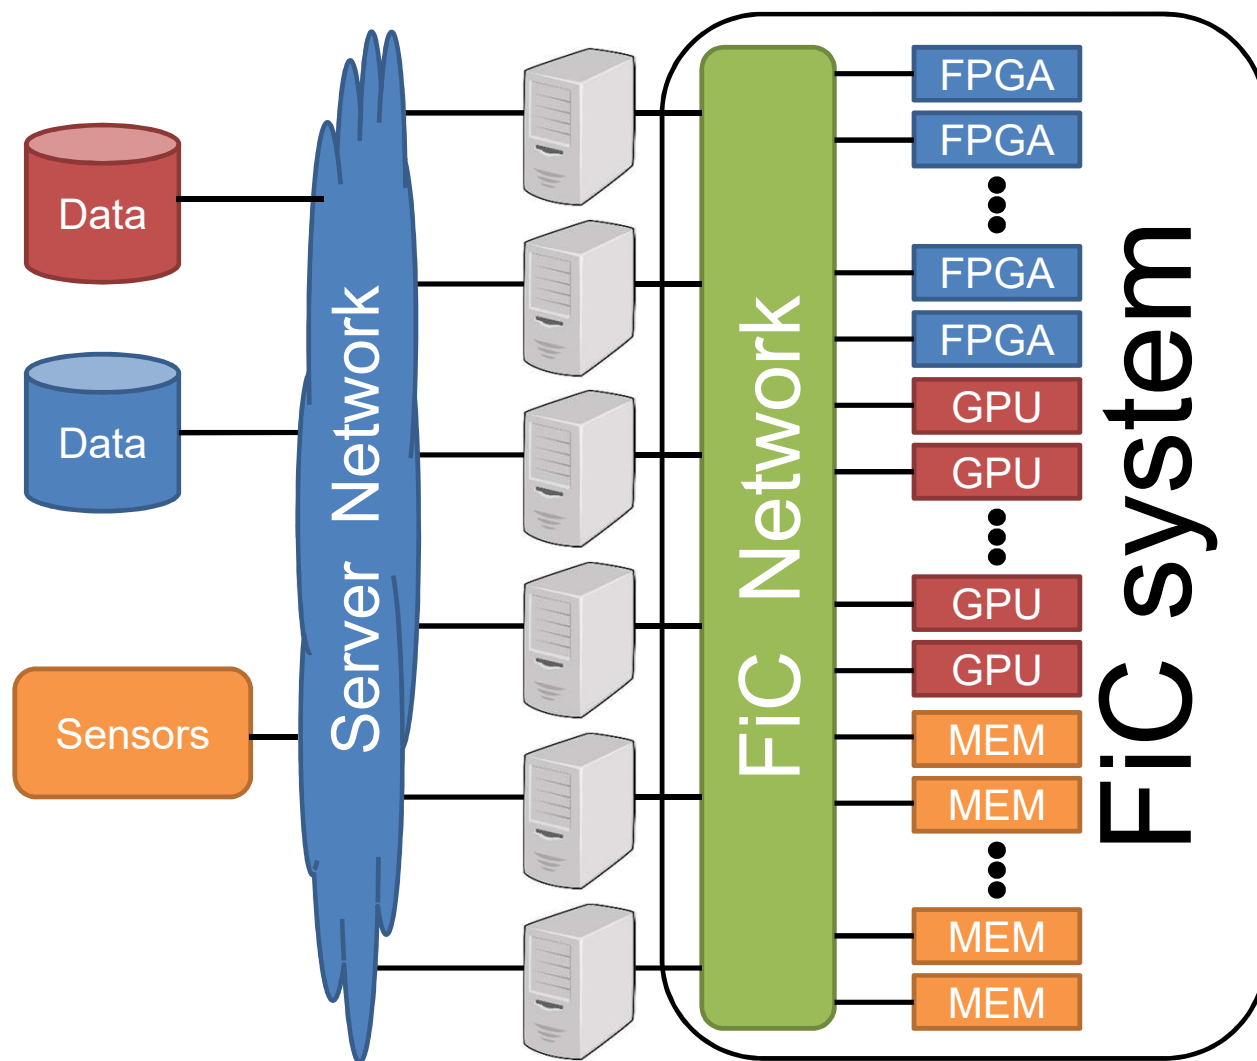 Data
Data
Sensors
Server Network
FiC Network
FPGA
FPGA
FPGA
FPGA
GPU
GPU
GPU
GPU
MEM
MEM
MEM
MEM
FiC system